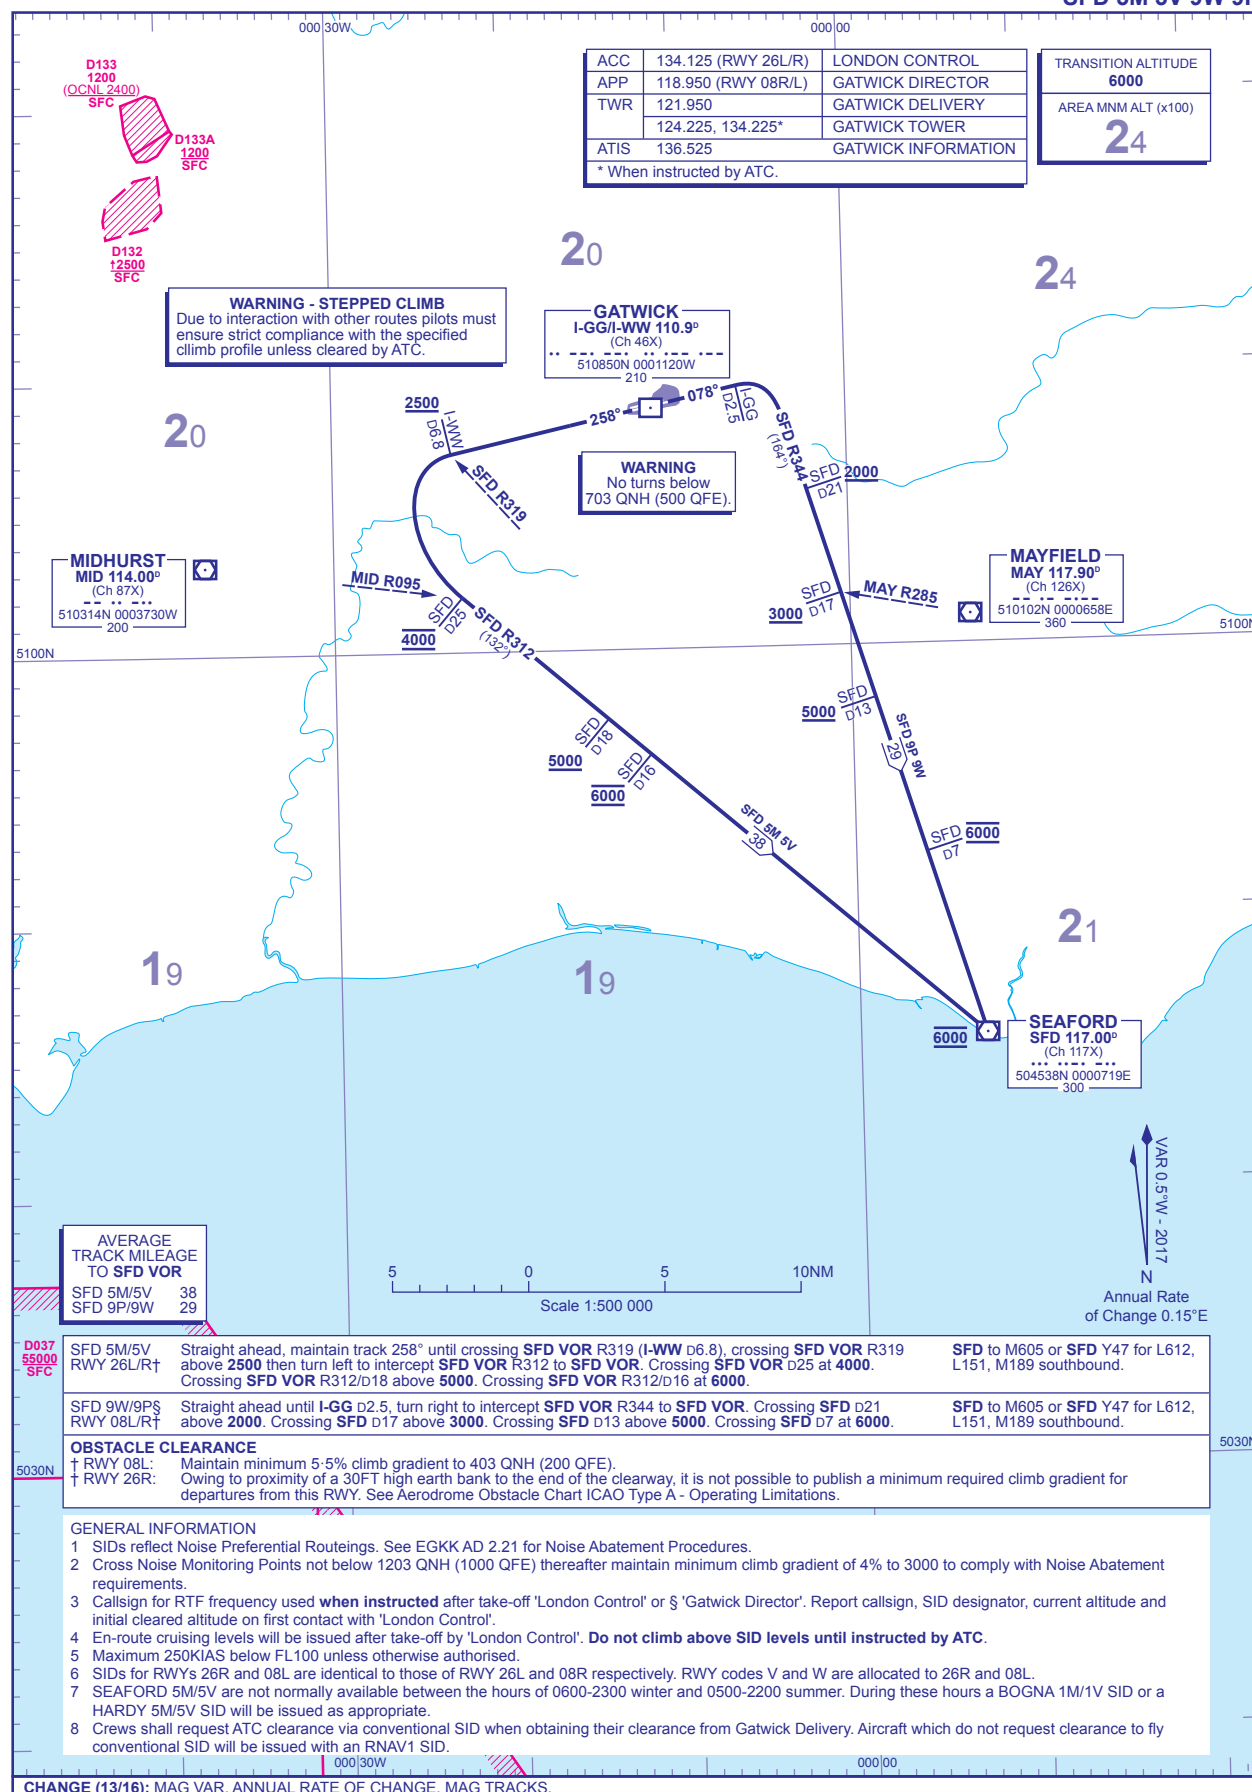 000 30W
000 00
D133
1200
(OCNL 2400)
SFC
D133A
1200
SFC
D132
†2500
SFC
ACC 134.125 (RWY 26L/R) LONDON CONTROL
APP 118.950 (RWY 08R/L) GATWICK DIRECTOR
TWR 121.950 GATWICK DELIVERY
124.225, 134.225* GATWICK TOWER
ATIS 136.525 GATWICK INFORMATION
* When instructed by ATC.
TRANSITION ALTITUDE
6000
AREA MNM ALT (x100)
24
20
24
WARNING - STEPPED CLIMB
Due to interaction with other routes pilots must
ensure strict compliance with the specified
cllimb profile unless cleared by ATC.
GATWICK
I-GG/I-WW 110.9ᴰ
(Ch 46X)
510850N 0001120W
210
20
2500
I-WW
D6.8
258°
078°
I-GG
D2.5
SFD R344
(164°)
SFD 2000
D21
SFD R319
WARNING
No turns below
703 QNH (500 QFE).
MIDHURST
MID 114.00ᴰ
(Ch 87X)
510314N 0003730W
200
MID R095
SFD
D25
4000
SFD R312
(132°)
SFD
D17
3000
MAY R285
MAYFIELD
MAY 117.90ᴰ
(Ch 126X)
510102N 0000658E
360
5100N
5100N
SFD
D13
5000
SFD 9P 9W
29
SFD
D18
5000
SFD
D16
6000
SFD 5M 5V
38
SFD 6000
D7
19
19
21
6000
SEAFORD
SFD 117.00ᴰ
(Ch 117X)
504538N 0000719E
300
VAR 0.5°W - 2017
N
Annual Rate
of Change 0.15°E
AVERAGE
TRACK MILEAGE
TO SFD VOR
SFD 5M/5V 38
SFD 9P/9W 29
5 0 5 10NM
Scale 1:500 000
D037
55000
SFC
SFD 5M/5V Straight ahead, maintain track 258° until crossing SFD VOR R319 (I-WW D6.8), crossing SFD VOR R319 SFD to M605 or SFD Y47 for L612,
RWY 26L/R† above 2500 then turn left to intercept SFD VOR R312 to SFD VOR. Crossing SFD VOR D25 at 4000. L151, M189 southbound.
Crossing SFD VOR R312/D18 above 5000. Crossing SFD VOR R312/D16 at 6000.
SFD 9W/9P§ Straight ahead until I-GG D2.5, turn right to intercept SFD VOR R344 to SFD VOR. Crossing SFD D21 SFD to M605 or SFD Y47 for L612,
RWY 08L/R† above 2000. Crossing SFD D17 above 3000. Crossing SFD D13 above 5000. Crossing SFD D7 at 6000. L151, M189 southbound.
5030N
5030N
OBSTACLE CLEARANCE
† RWY 08L: Maintain minimum 5·5% climb gradient to 403 QNH (200 QFE).
† RWY 26R: Owing to proximity of a 30FT high earth bank to the end of the clearway, it is not possible to publish a minimum required climb gradient for
departures from this RWY. See Aerodrome Obstacle Chart ICAO Type A - Operating Limitations.
GENERAL INFORMATION
1 SIDs reflect Noise Preferential Routeings. See EGKK AD 2.21 for Noise Abatement Procedures.
2 Cross Noise Monitoring Points not below 1203 QNH (1000 QFE) thereafter maintain minimum climb gradient of 4% to 3000 to comply with Noise Abatement
requirements.
3 Callsign for RTF frequency used when instructed after take-off 'London Control' or § 'Gatwick Director'. Report callsign, SID designator, current altitude and
initial cleared altitude on first contact with 'London Control'.
4 En-route cruising levels will be issued after take-off by 'London Control'. Do not climb above SID levels until instructed by ATC.
5 Maximum 250KIAS below FL100 unless otherwise authorised.
6 SIDs for RWYs 26R and 08L are identical to those of RWY 26L and 08R respectively. RWY codes V and W are allocated to 26R and 08L.
7 SEAFORD 5M/5V are not normally available between the hours of 0600-2300 winter and 0500-2200 summer. During these hours a BOGNA 1M/1V SID or a
HARDY 5M/5V SID will be issued as appropriate.
8 Crews shall request ATC clearance via conventional SID when obtaining their clearance from Gatwick Delivery. Aircraft which do not request clearance to fly
conventional SID will be issued with an RNAV1 SID.
000 30W
000 00
CHANGE (13/16): MAG VAR, ANNUAL RATE OF CHANGE, MAG TRACKS.